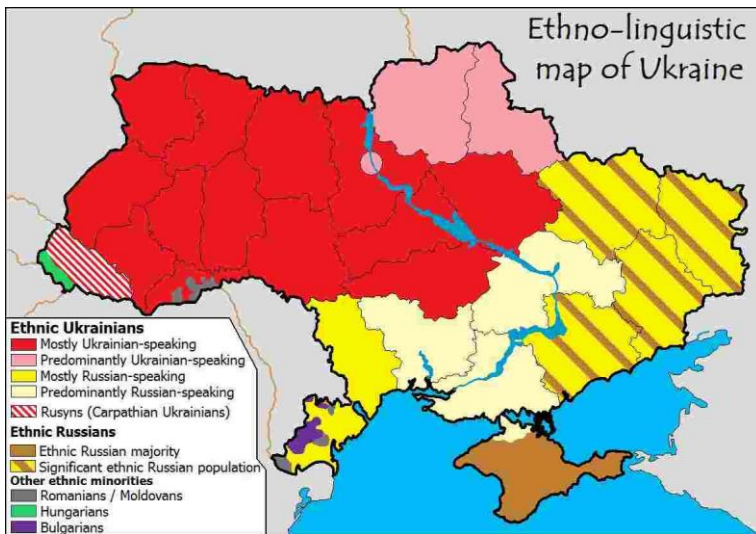 Ethno-linguistic
map of Ukraine
Ethnic Ukrainians
Mostly Ukrainian-speaking
Predominantly Ukrainian-speaking
Mostly Russian-speaking
Predominantly Russian-speaking
Rusyns (Carpathian Ukrainians)
Ethnic Russians
Ethnic Russian majority
Significant ethnic Russian population
Other ethnic minorities
Romanians / Moldovans
Hungarians
Bulgarians